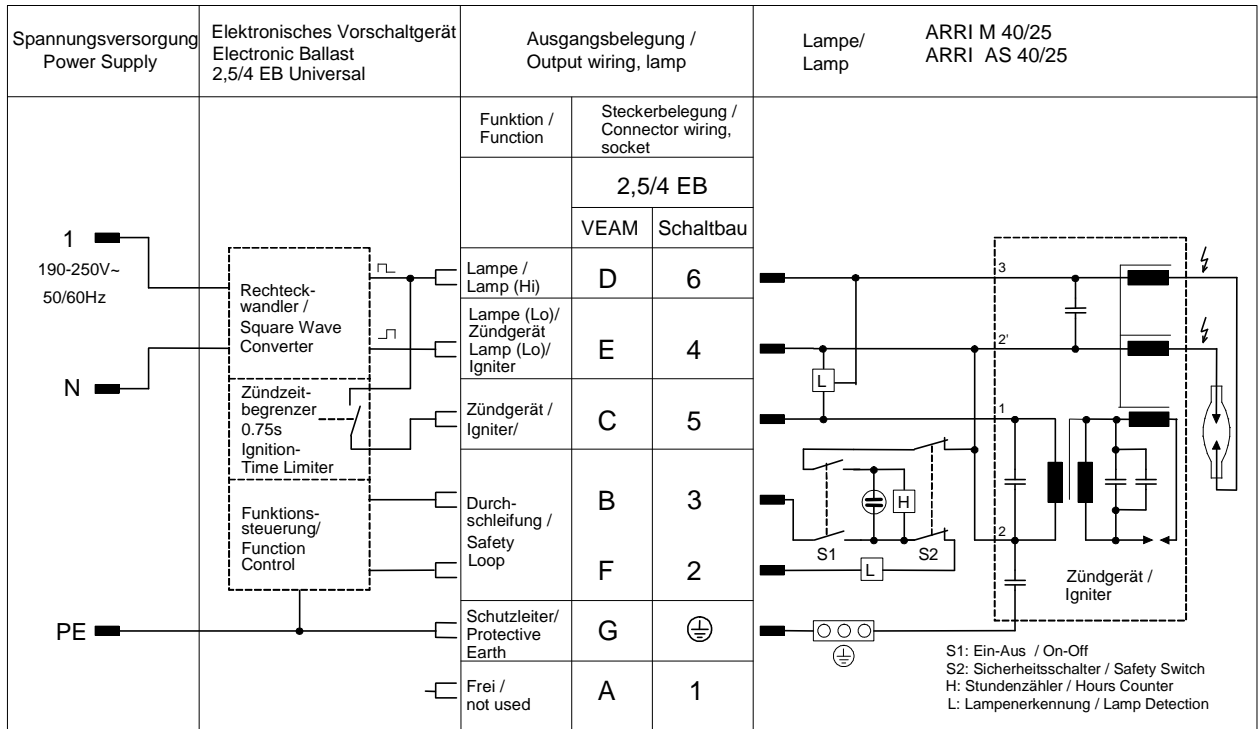 Spannungsversorgung
Power Supply
Elektronisches Vorschaltgerät
Electronic Ballast
2,5/4 EB Universal
Ausgangsbelegung /
Output wiring, lamp
Lampe/
Lamp
ARRI M 40/25
ARRI AS 40/25
Funktion /
Function
Steckerbelegung /
Connector wiring,
socket
2,5/4 EB
VEAM
Schaltbau
1
190-250V~
50/60Hz
N
PE
Rechteck-
wandler /
Square Wave
Converter
Zündzeit-
begrenzer
0.75s
Ignition-
Time Limiter
Funktions-
steuerung/
Function
Control
Lampe /
Lamp (Hi)
D
6
Lampe (Lo)/
Zündgerät
Lamp (Lo)/
Igniter
E
4
Zündgerät /
Igniter/
C
5
Durch-
schleifung /
Safety
Loop
B
3
F
2
Schutzleiter/
Protective
Earth
G
Frei /
not used
A
1
3
2'
L
1
H
S1
S2
2
L
Zündgerät /
Igniter
S1: Ein-Aus / On-Off
S2: Sicherheitsschalter / Safety Switch
H: Stundenzähler / Hours Counter
L: Lampenerkennung / Lamp Detection